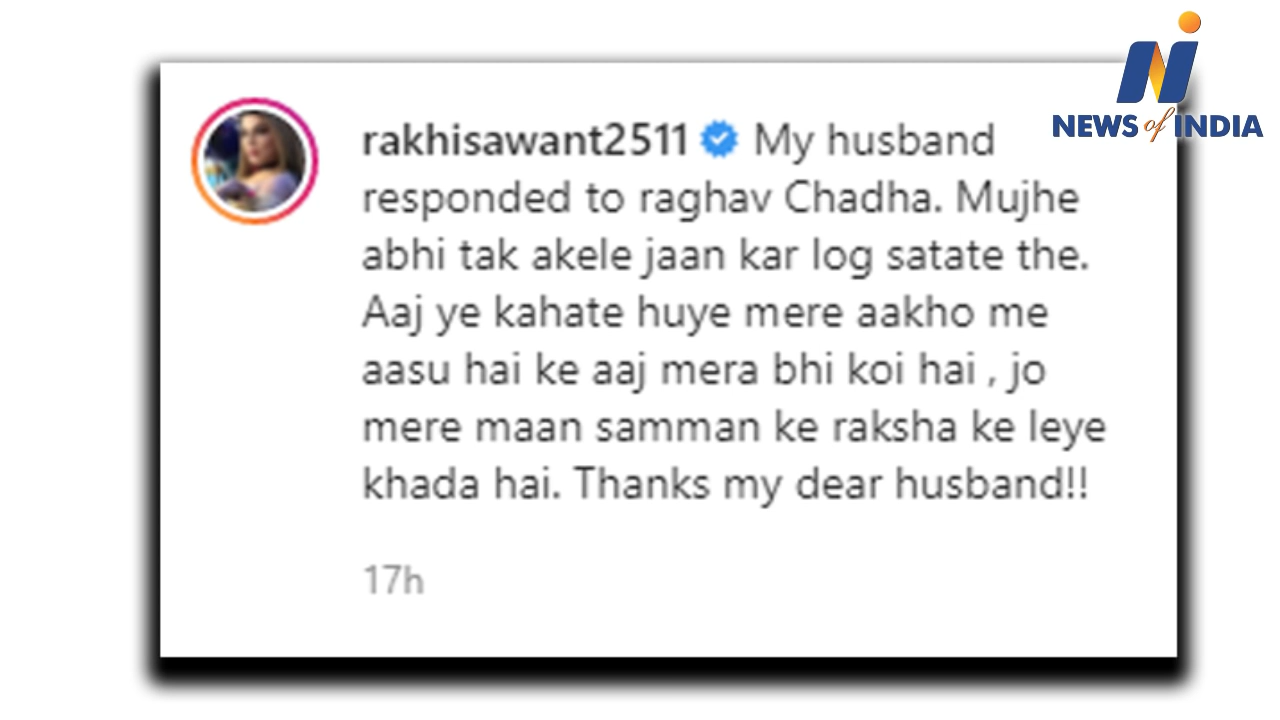 NEWS of INDIA
rakhisawant2511 My husband
responded to raghav Chadha. Mujhe
abhi tak akele jaan kar log satate the.
Aaj ye kahate huye mere aakho me
aasu hai ke aaj mera bhi koi hai , jo
mere maan samman ke raksha ke leye
khada hai. Thanks my dear husband!!
17h